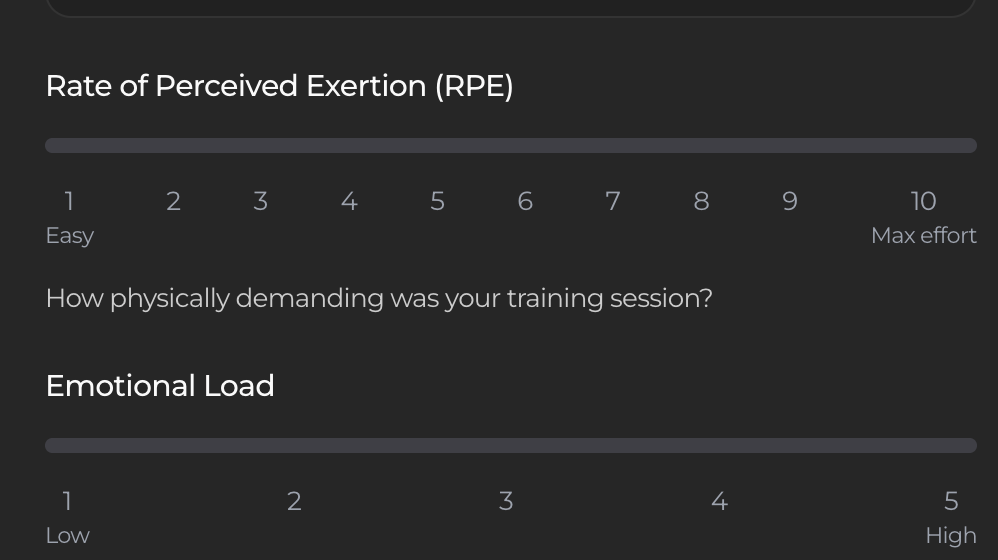 Rate of Perceived Exertion (RPE)
1 2 3 4 5 6 7 8 9 10
Easy Max effort
How physically demanding was your training session?
Emotional Load
1 2 3 4 5
Low High